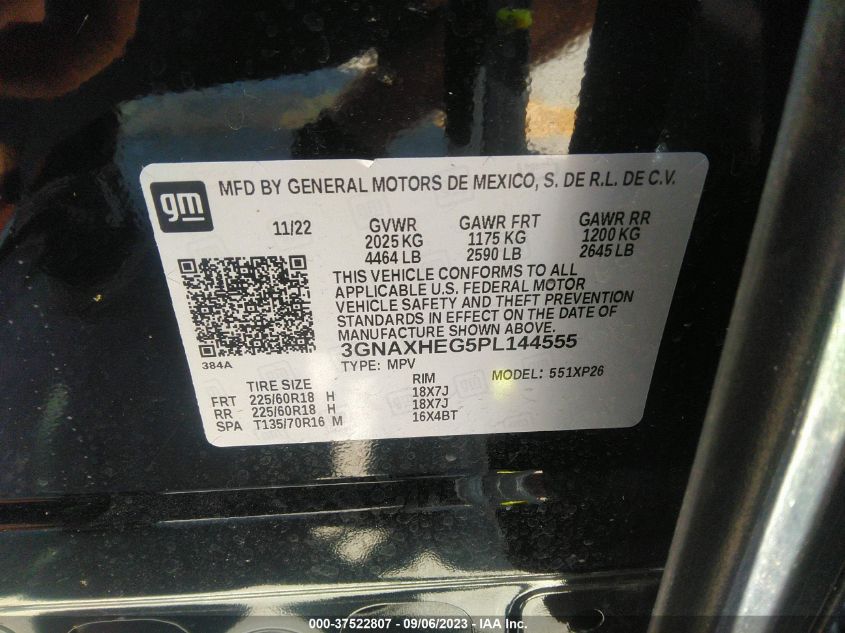 gm
MFD BY GENERAL MOTORS DE MEXICO, S. DE R.L. DE C.V.
11/22 GVWR GAWR FRT GAWR RR
2025 KG 1175 KG 1200 KG
4464 LB 2590 LB 2645 LB
THIS VEHICLE CONFORMS TO ALL
APPLICABLE U.S. FEDERAL MOTOR
VEHICLE SAFETY AND THEFT PREVENTION
STANDARDS IN EFFECT ON THE DATE OF
MANUFACTURE SHOWN ABOVE.
3GNAXHEG5PL144555
384A
TYPE: MPV MODEL: 551XP26
TIRE SIZE RIM
FRT 225/60R18 H 18X7J
RR 225/60R18 H 18X7J
SPA T135/70R16 M 16X4BT
000-37522807 - 09/06/2023 - IAA Inc.